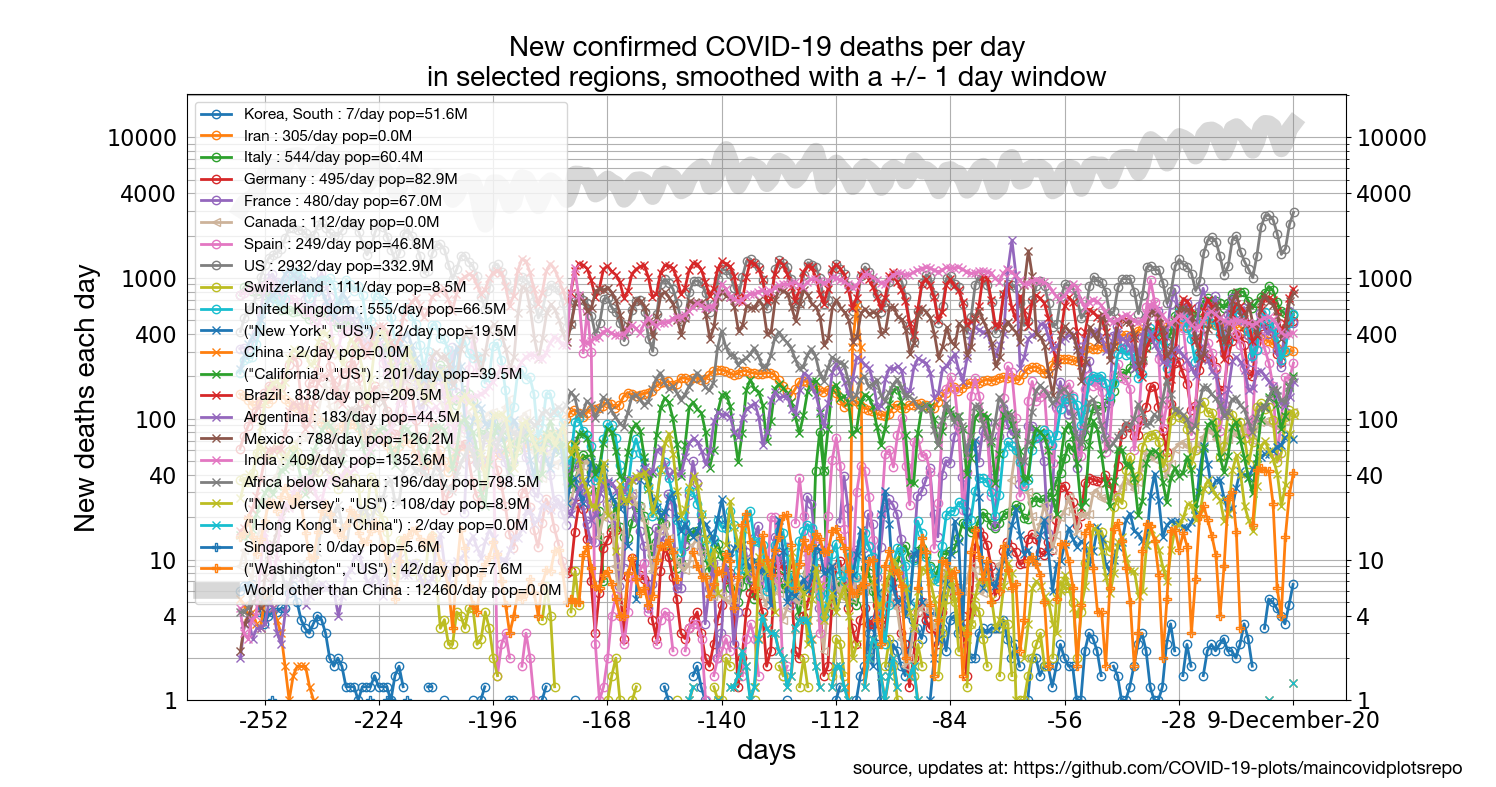 New confirmed COVID-19 deaths per day
in selected regions, smoothed with a +/- 1 day window
Korea, South : 7/day pop=51.6M
Iran : 305/day pop=0.0M
Italy : 544/day pop=60.4M
Germany : 495/day pop=82.9M
France : 480/day pop=67.0M
Canada : 112/day pop=0.0M
Spain : 249/day pop=46.8M
US : 2932/day pop=332.9M
Switzerland : 111/day pop=8.5M
United Kingdom : 555/day pop=66.5M
("New York", "US") : 72/day pop=19.5M
China : 2/day pop=0.0M
("California", "US") : 201/day pop=39.5M
Brazil : 838/day pop=209.5M
Argentina : 183/day pop=44.5M
Mexico : 788/day pop=126.2M
India : 409/day pop=1352.6M
Africa below Sahara : 196/day pop=798.5M
("New Jersey", "US") : 108/day pop=8.9M
("Hong Kong", "China") : 2/day pop=0.0M
Singapore : 0/day pop=5.6M
("Washington", "US") : 42/day pop=7.6M
World other than China : 12460/day pop=0.0M
New deaths each day
10000
4000
1000
400
100
40
10
4
1
10000
4000
1000
400
100
40
10
4
1
-252 -224 -196 -168 -140 -112 -84 -56 -28 9-December-20
days
source, updates at: https://github.com/COVID-19-plots/maincovidplotsrepo